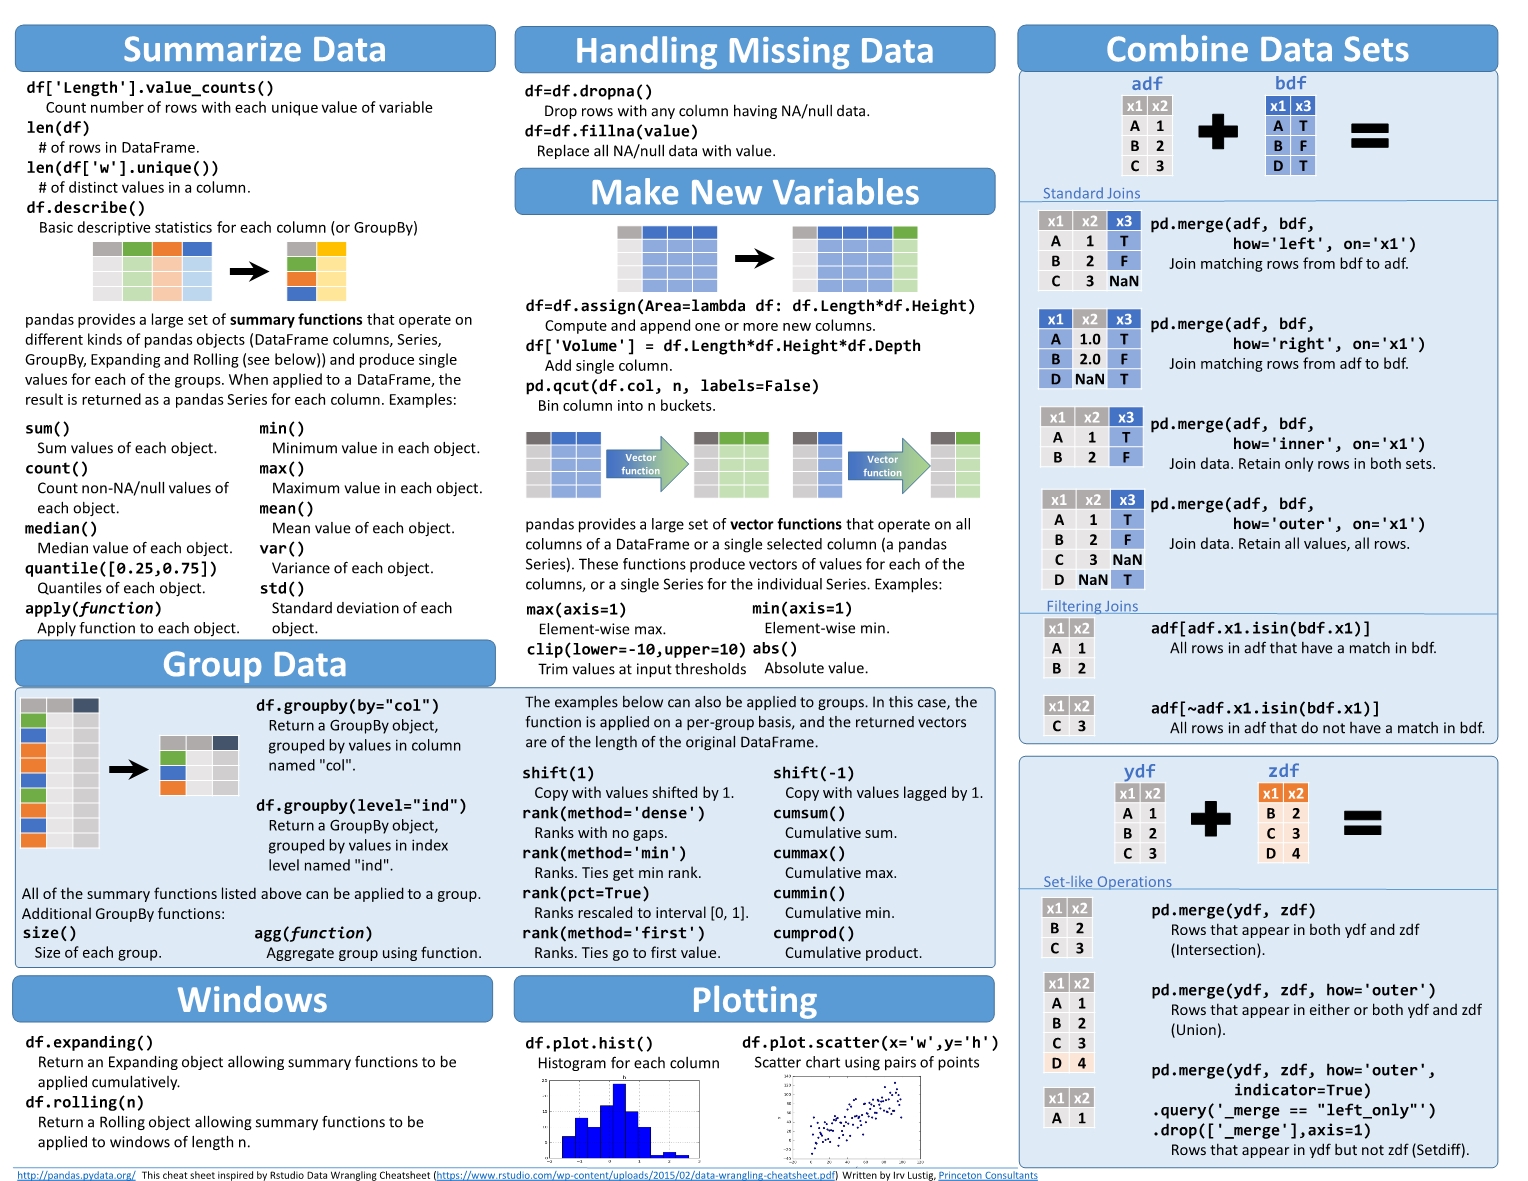 Summarize Data
df['Length'].value_counts()
Count number of rows with each unique value of variable
len(df)
# of rows in DataFrame.
len(df['w'].unique())
# of distinct values in a column.
df.describe()
Basic descriptive statistics for each column (or GroupBy)
pandas provides a large set of summary functions that operate on
different kinds of pandas objects (DataFrame columns, Series,
GroupBy, Expanding and Rolling (see below)) and produce single
values for each of the groups. When applied to a DataFrame, the
result is returned as a pandas Series for each column. Examples:
sum()
Sum values of each object.
count()
Count non-NA/null values of
each object.
median()
Median value of each object.
quantile([0.25,0.75])
Quantiles of each object.
apply(function)
Apply function to each object.
min()
Minimum value in each object.
max()
Maximum value in each object.
mean()
Mean value of each object.
var()
Variance of each object.
std()
Standard deviation of each
object.
Group Data
df.groupby(by="col")
Return a GroupBy object,
grouped by values in column
named "col".
df.groupby(level="ind")
Return a GroupBy object,
grouped by values in index
level named "ind".
All of the summary functions listed above can be applied to a group.
Additional GroupBy functions:
size()
Size of each group.
agg(function)
Aggregate group using function.
Windows
df.expanding()
Return an Expanding object allowing summary functions to be
applied cumulatively.
df.rolling(n)
Return a Rolling object allowing summary functions to be
applied to windows of length n.
Handling Missing Data
df=df.dropna()
Drop rows with any column having NA/null data.
df=df.fillna(value)
Replace all NA/null data with value.
Make New Variables
df=df.assign(Area=lambda df: df.Length*df.Height)
Compute and append one or more new columns.
df['Volume'] = df.Length*df.Height*df.Depth
Add single column.
pd.qcut(df.col, n, labels=False)
Bin column into n buckets.
Vector
function
Vector
function
pandas provides a large set of vector functions that operate on all
columns of a DataFrame or a single selected column (a pandas
Series). These functions produce vectors of values for each of the
columns, or a single Series for the individual Series. Examples:
max(axis=1)
Element-wise max.
clip(lower=-10,upper=10)
Trim values at input thresholds
min(axis=1)
Element-wise min.
abs()
Absolute value.
The examples below can also be applied to groups. In this case, the
function is applied on a per-group basis, and the returned vectors
are of the length of the original DataFrame.
shift(1)
Copy with values shifted by 1.
rank(method='dense')
Ranks with no gaps.
rank(method='min')
Ranks. Ties get min rank.
rank(pct=True)
Ranks rescaled to interval [0, 1].
rank(method='first')
Ranks. Ties go to first value.
shift(-1)
Copy with values lagged by 1.
cumsum()
Cumulative sum.
cummax()
Cumulative max.
cummin()
Cumulative min.
cumprod()
Cumulative product.
Plotting
df.plot.hist()
Histogram for each column
df.plot.scatter(x='w',y='h')
Scatter chart using pairs of points
Combine Data Sets
adf
x1 x2
A 1
B 2
C 3
bdf
x1 x3
A T
B F
D T
Standard Joins
x1 x2 x3
A 1 T
B 2 F
C 3 NaN
pd.merge(adf, bdf,
how='left', on='x1')
Join matching rows from bdf to adf.
x1 x2 x3
A 1.0 T
B 2.0 F
D NaN T
pd.merge(adf, bdf,
how='right', on='x1')
Join matching rows from adf to bdf.
x1 x2 x3
A 1 T
B 2 F
pd.merge(adf, bdf,
how='inner', on='x1')
Join data. Retain only rows in both sets.
x1 x2 x3
A 1 T
B 2 F
C 3 NaN
D NaN T
pd.merge(adf, bdf,
how='outer', on='x1')
Join data. Retain all values, all rows.
Filtering Joins
x1 x2
A 1
B 2
adf[adf.x1.isin(bdf.x1)]
All rows in adf that have a match in bdf.
x1 x2
C 3
adf[~adf.x1.isin(bdf.x1)]
All rows in adf that do not have a match in bdf.
ydf
x1 x2
A 1
B 2
C 3
zdf
x1 x2
B 2
C 3
D 4
Set-like Operations
x1 x2
B 2
C 3
pd.merge(ydf, zdf)
Rows that appear in both ydf and zdf
(Intersection).
x1 x2
A 1
B 2
C 3
D 4
pd.merge(ydf, zdf, how='outer')
Rows that appear in either or both ydf and zdf
(Union).
x1 x2
A 1
pd.merge(ydf, zdf, how='outer',
indicator=True)
.query('_merge == "left_only"')
.drop(['_merge'],axis=1)
Rows that appear in ydf but not zdf (Setdiff).
http://pandas.pydata.org/ This cheat sheet inspired by Rstudio Data Wrangling Cheatsheet (https://www.rstudio.com/wp-content/uploads/2015/02/data-wrangling-cheatsheet.pdf) Written by Irv Lustig, Princeton Consultants